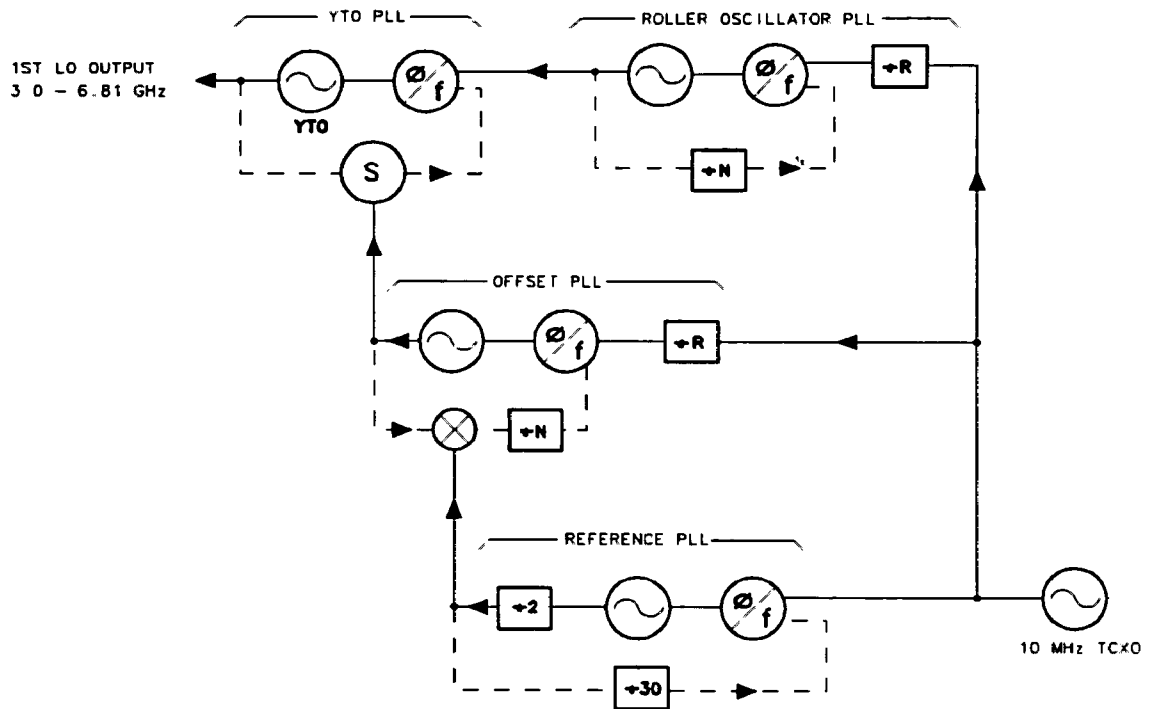 YTO PLL
ROLLER OSCILLATOR PLL
1ST LO OUTPUT
3 0 - 6.81 GHz
Ø/f
Ø/f
÷R
YTO
S
÷N
OFFSET PLL
Ø/f
÷R
÷N
REFERENCE PLL
÷2
Ø/f
10 MHz TCXO
÷30